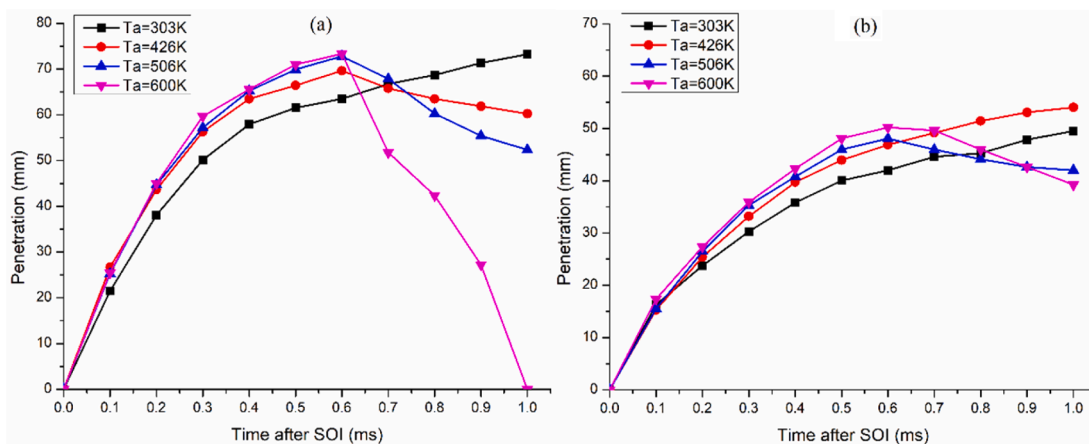 (a)
Ta=303K
Ta=426K
Ta=506K
Ta=600K
80
70
60
50
40
30
20
10
0
Penetration (mm)
0.0 0.1 0.2 0.3 0.4 0.5 0.6 0.7 0.8 0.9 1.0
Time after SOI (ms)
(b)
Ta=303K
Ta=426K
Ta=506K
Ta=600K
70
60
50
40
30
20
10
0
Penetration (mm)
0.0 0.1 0.2 0.3 0.4 0.5 0.6 0.7 0.8 0.9 1.0
Time after SOI (ms)